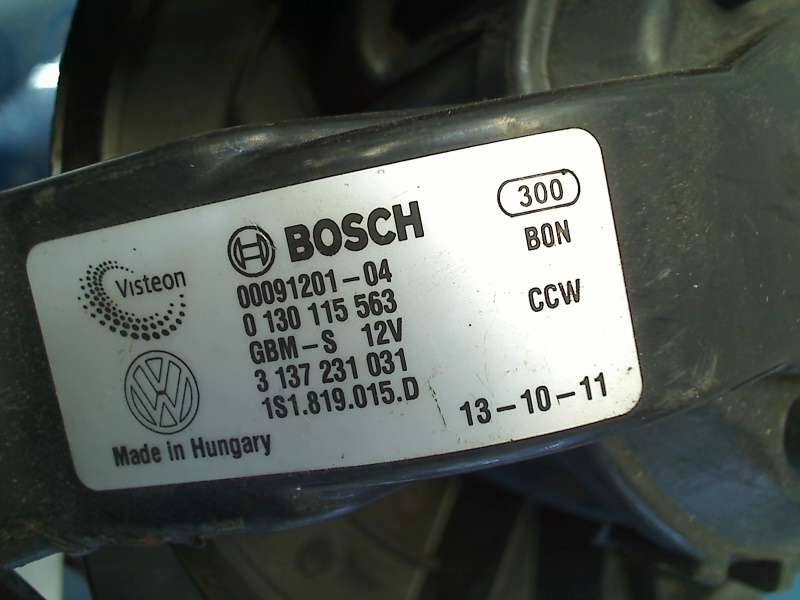 BOSCH
300
BON
Visteon
00091201-04
0 130 115 563
CCW
GBM-S 12V
3 137 231 031
1S1.819.015.D
13-10-11
Made in Hungary